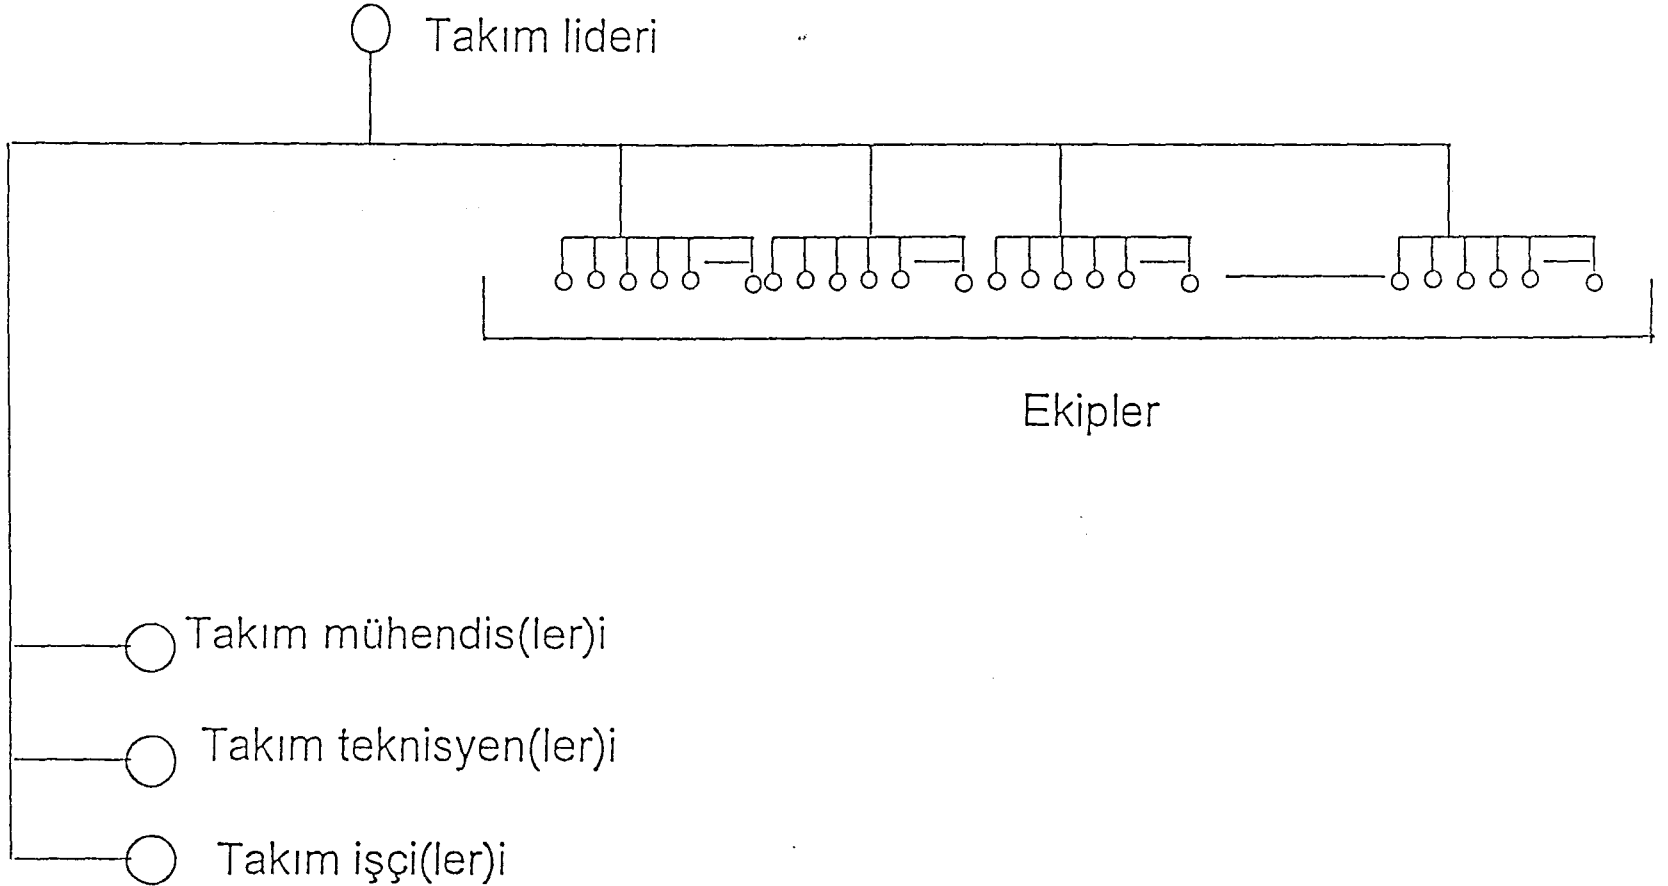 Takım lideri
Ekipler
Takım mühendis(ler)i
Takım teknisyen(ler)i
Takım işçi(ler)i